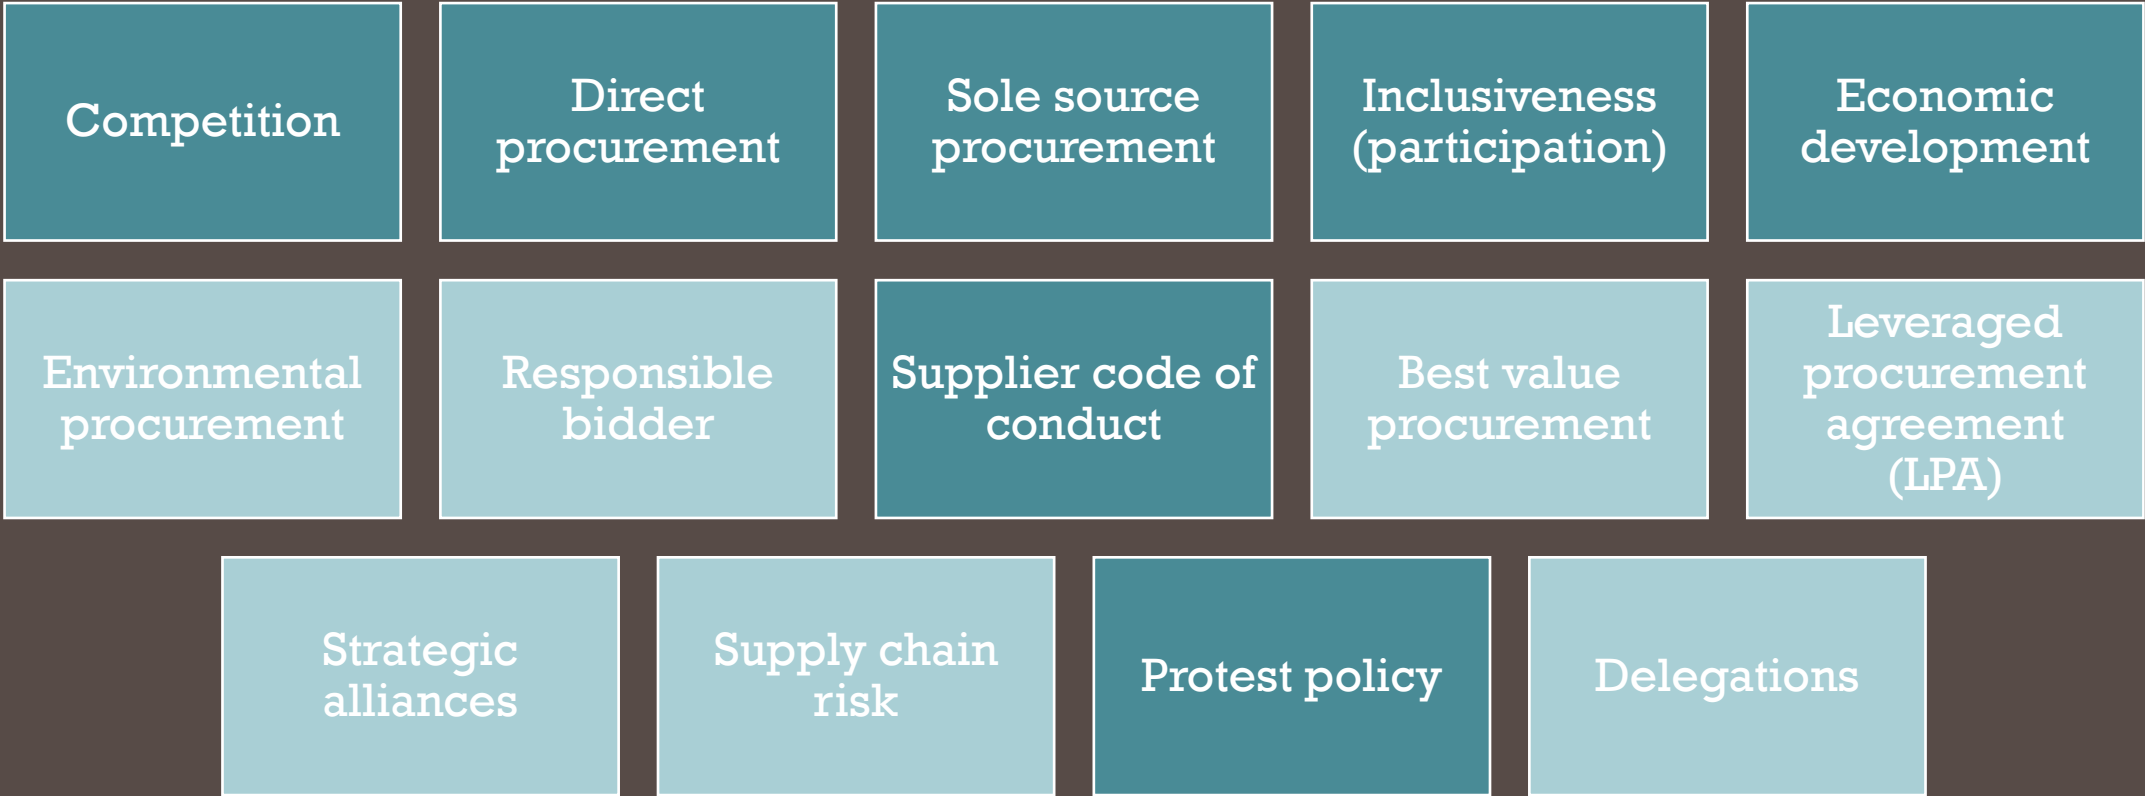 Competition
Direct
procurement
Sole source
procurement
Inclusiveness
(participation)
Economic
development
Environmental
procurement
Responsible
bidder
Supplier code of
conduct
Best value
procurement
Leveraged
procurement
agreement
(LPA)
Strategic
alliances
Supply chain
risk
Protest policy
Delegations